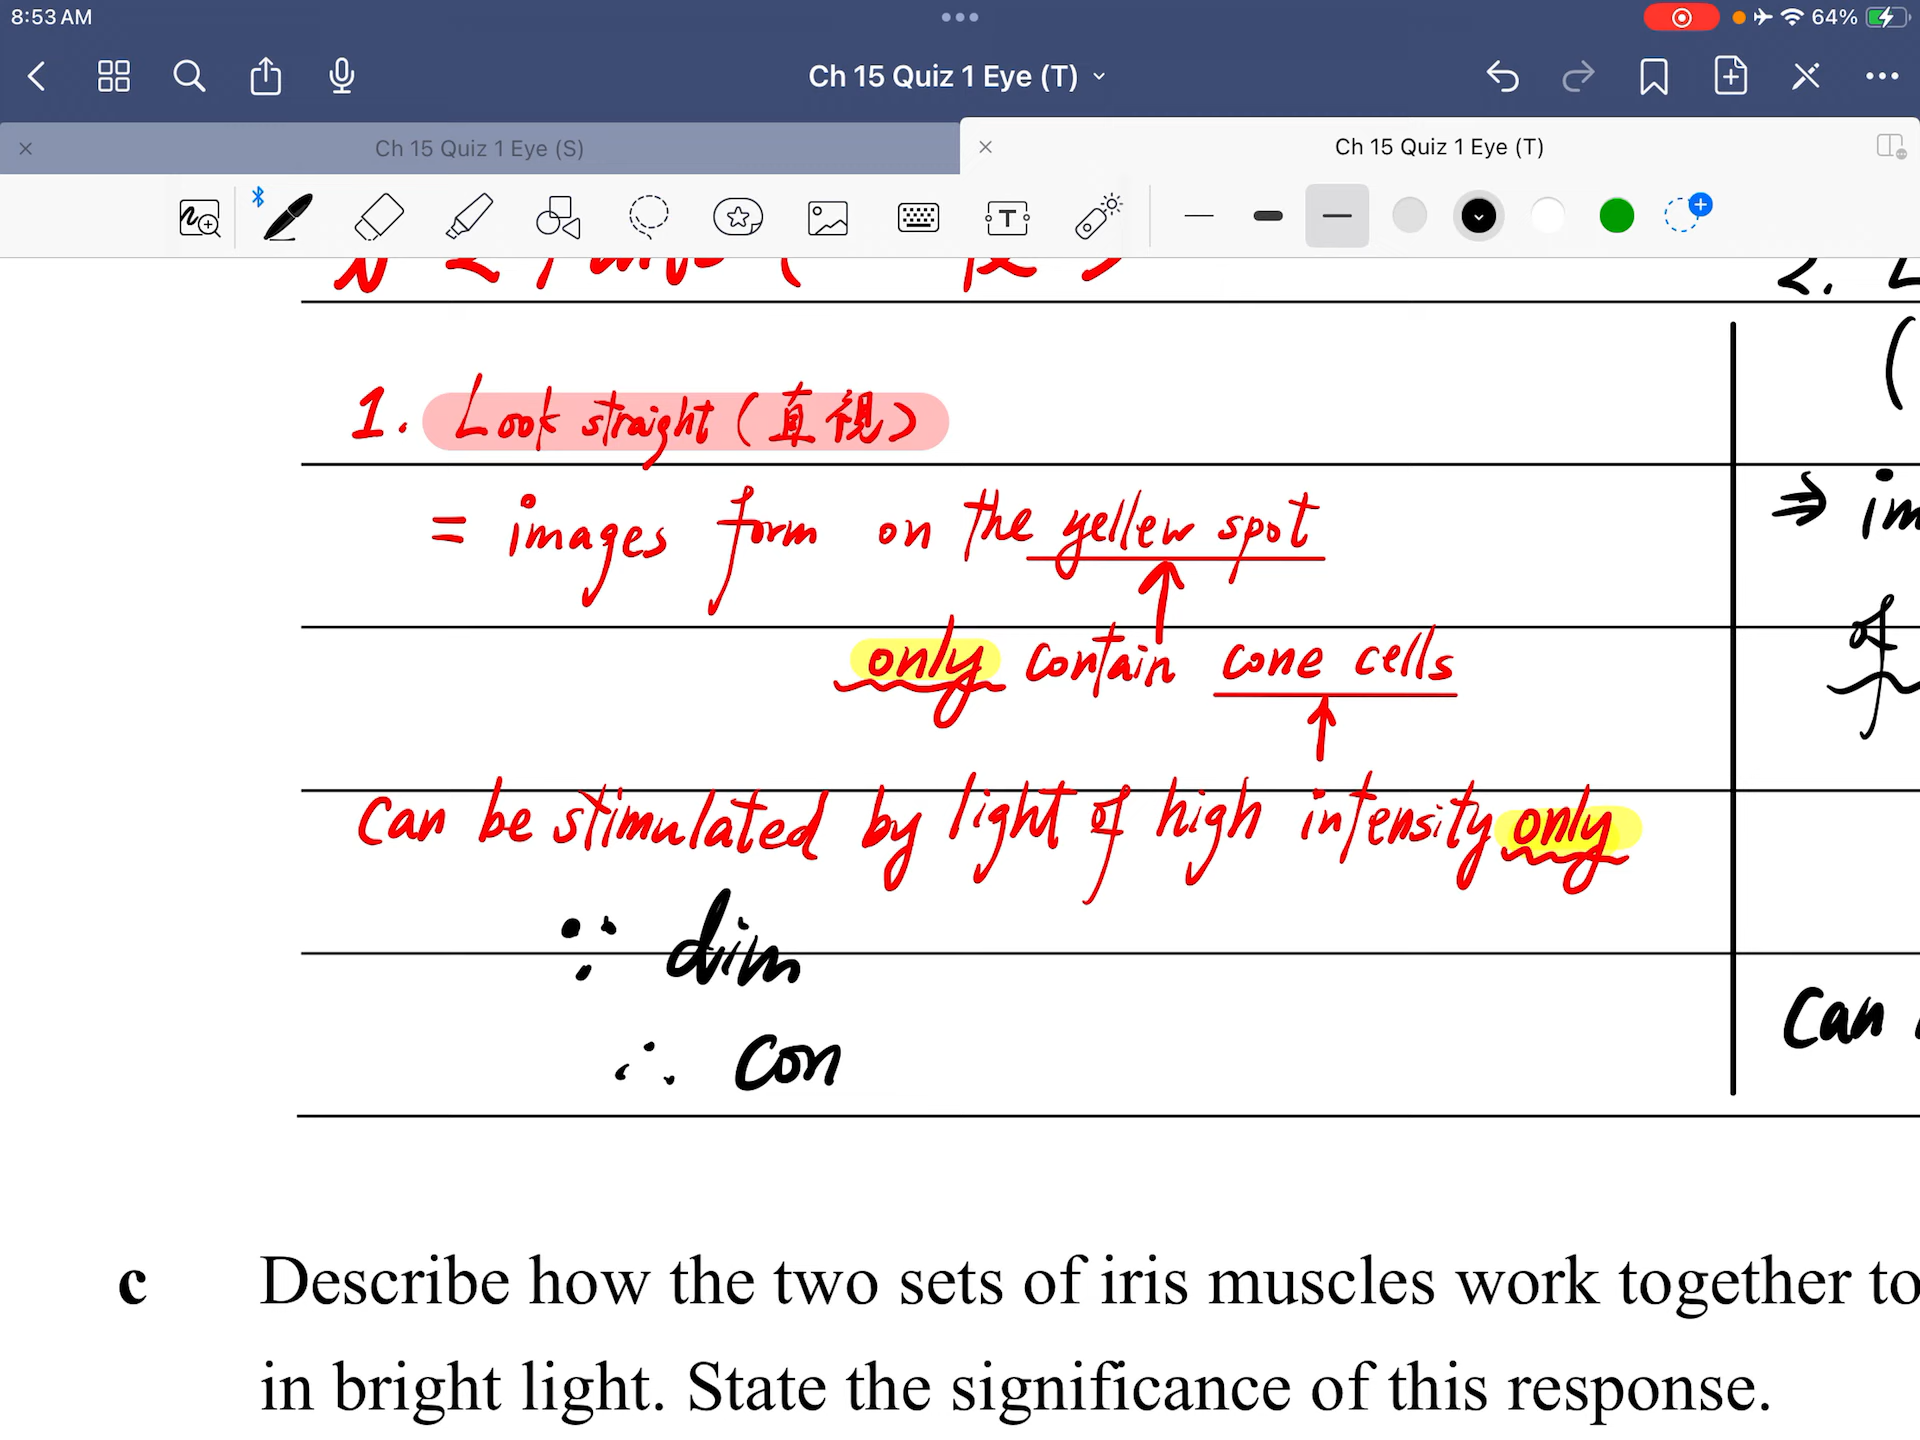 8:53 AM
64%
Ch 15 Quiz 1 Eye (T)
Ch 15 Quiz 1 Eye (S)
Ch 15 Quiz 1 Eye (T)
T
2.
1. Look straight (直視)
= images form on the yellew spot
⇒ im
only contain cone cells
of
can be stimulated by light of high intensity only
∵ dim
can
∴ con
c Describe how the two sets of iris muscles work together to
in bright light. State the significance of this response.